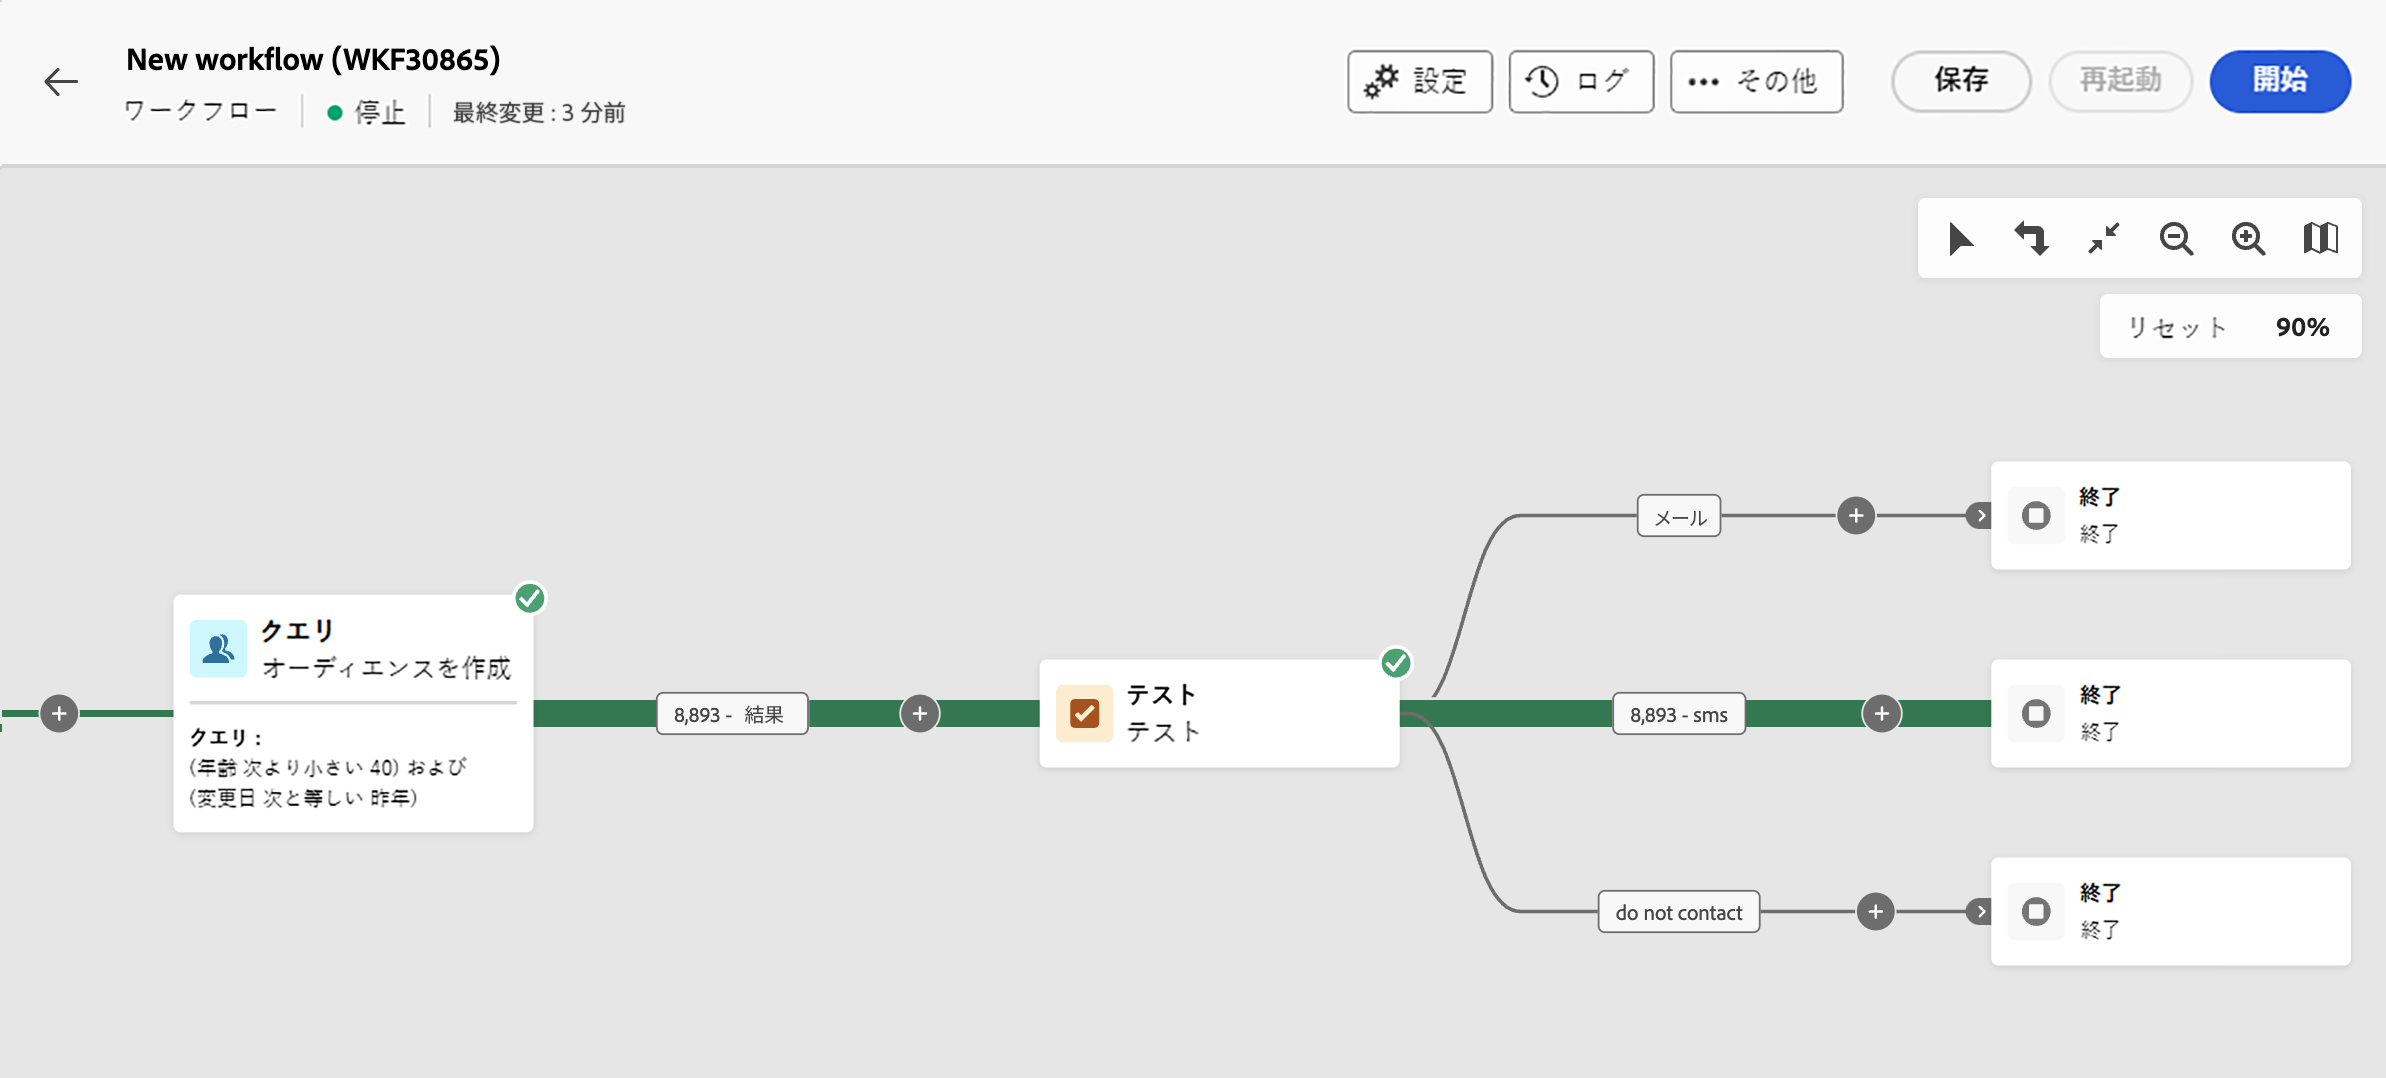 New workflow (WKF30865)
ワークフロー 停止 最終変更 : 3 分前
設定 ログ その他 保存 再起動 開始
リセット 90%
メール
終了
終了
クエリ
オーディエンスを作成
クエリ :
(年齢 次より小さい 40) および
(変更日 次と等しい 昨年)
8,893 - 結果
テスト
テスト
8,893 - sms
終了
終了
do not contact
終了
終了